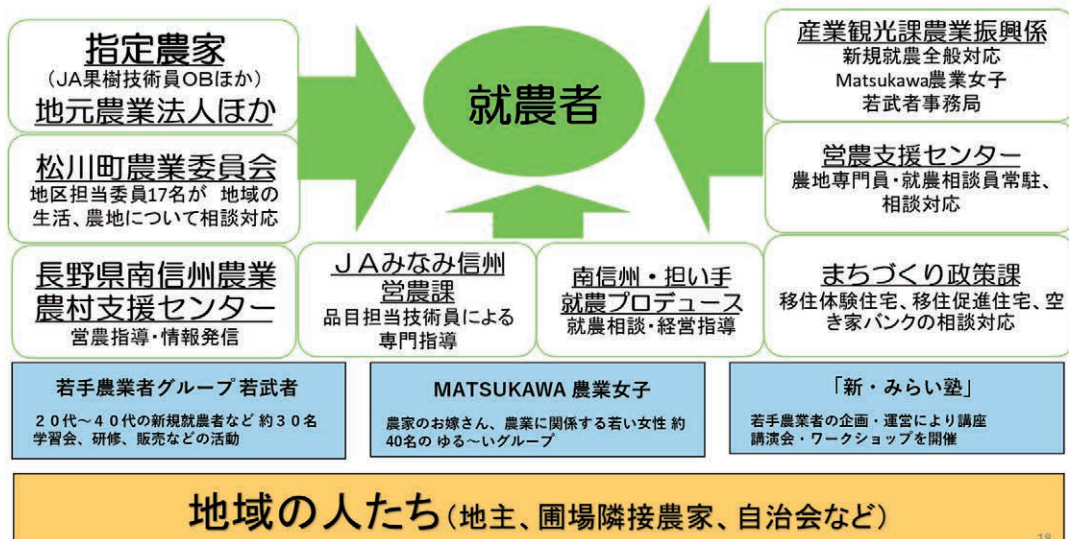 指定農家
（JA果樹技術員OBほか）
地元農業法人ほか
松川町農業委員会
地区担当委員17名が 地域の
生活、農地について相談対応
長野県南信州農業
農村支援センター
営農指導・情報発信
就農者
ＪＡみなみ信州
営農課
品目担当技術員による
専門指導
南信州・担い手
就農プロデュース
就農相談・経営指導
産業観光課農業振興係
新規就農全般対応
Matsukawa農業女子
若武者事務局
営農支援センター
農地専門員・就農相談員常駐、
相談対応
まちづくり政策課
移住体験住宅、移住促進住宅、空
き家バンクの相談対応
若手農業者グループ 若武者
２０代～４０代の新規就農者など 約３０名
学習会、研修、販売などの活動
MATSUKAWA 農業女子
農家のお嫁さん、農業に関係する若い女性 約
40名の ゆる～いグループ
「新・みらい塾」
若手農業者の企画・運営により講座
講演会・ワークショップを開催
地域の人たち（地主、圃場隣接農家、自治会など）
18